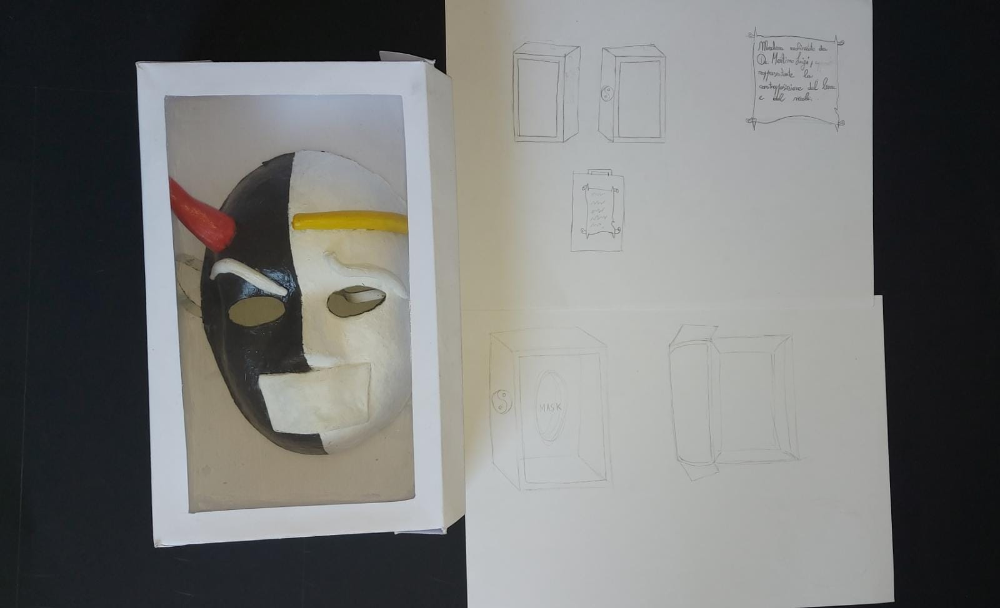 Maschera realizzata da
De Martino Luigi,
rappresentante la
contrapposizione del bene
e del male.
MASK